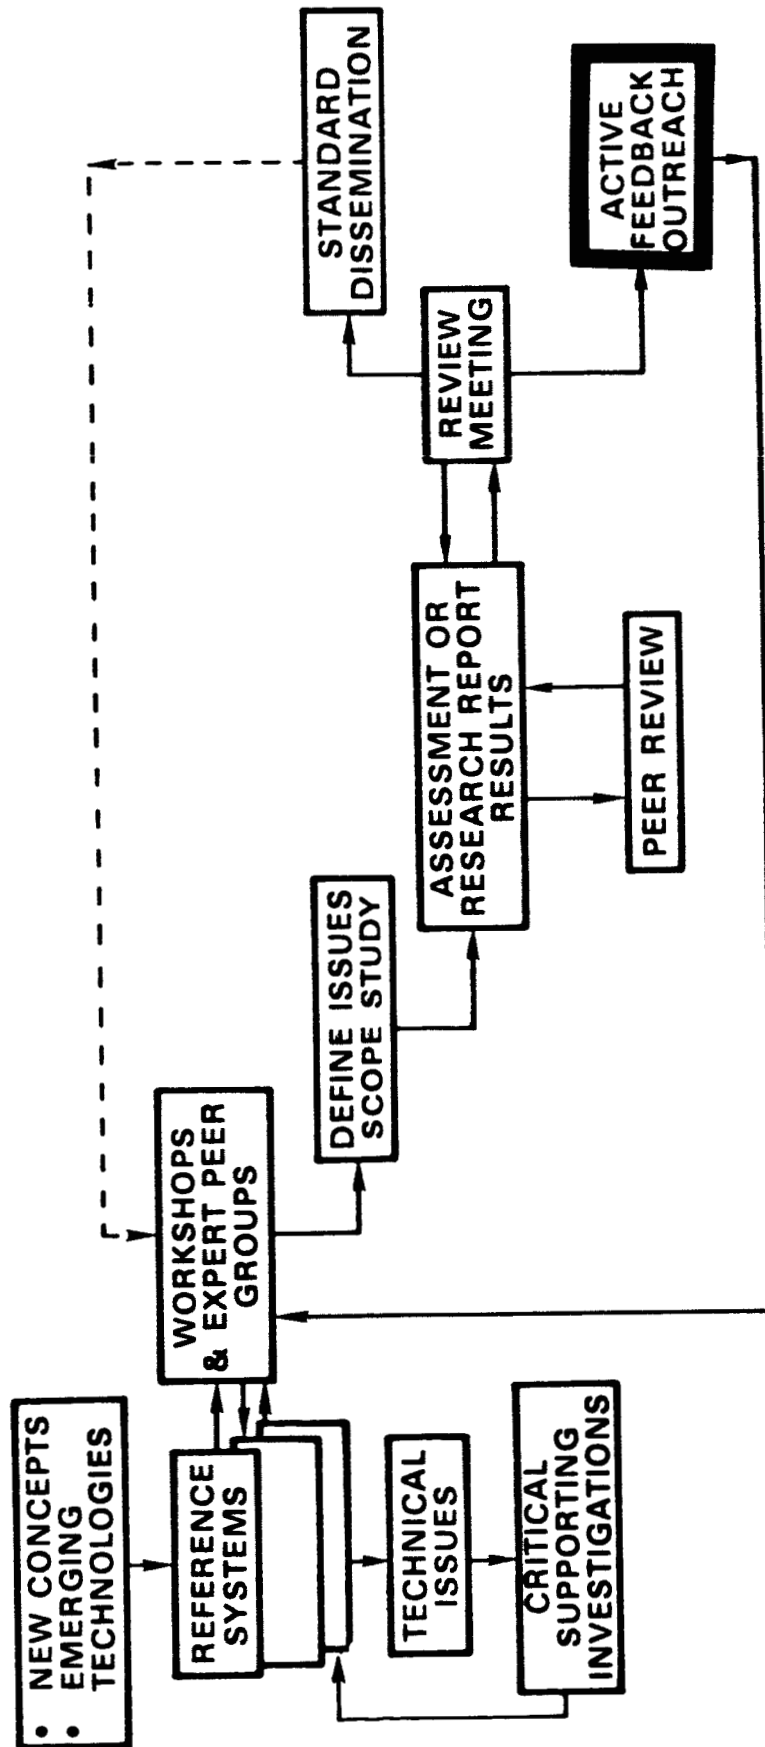 • NEW CONCEPTS
• EMERGING
TECHNOLOGIES
REFERENCE
SYSTEMS
TECHNICAL
ISSUES
CRITICAL
SUPPORTING
INVESTIGATIONS
WORKSHOPS
& EXPERT PEER
GROUPS
DEFINE ISSUES
SCOPE STUDY
ASSESSMENT OR
RESEARCH REPORT
RESULTS
PEER REVIEW
REVIEW
MEETING
STANDARD
DISSEMINATION
ACTIVE
FEEDBACK
OUTREACH